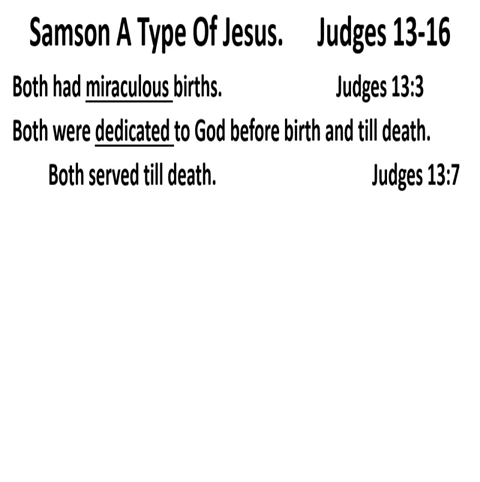 Samson A Type Of Jesus. Judges 13-16
Both had miraculous births. Judges 13:3
Both were dedicated to God before birth and till death.
Both served till death. Judges 13:7